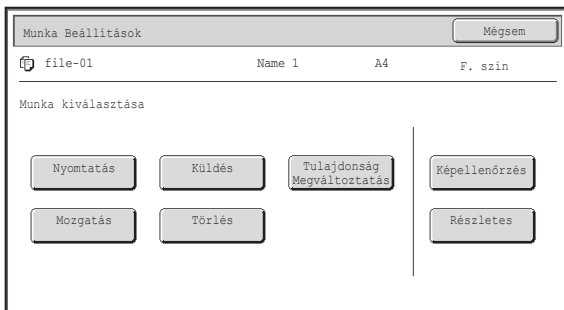 Munka Beállítások
Mégsem
file-01 Name 1 A4 F. szín
Munka kiválasztása
Nyomtatás Küldés Tulajdonság Megváltoztatás Képellenőrzés
Mozgatás Törlés Részletes